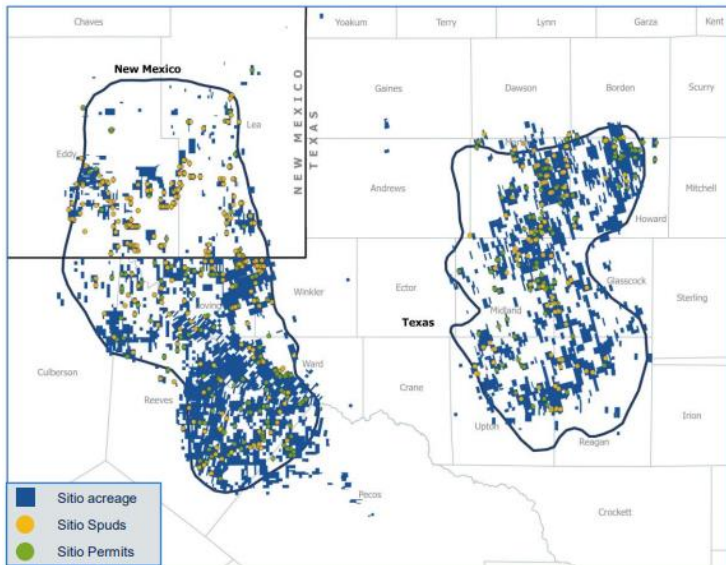 Chaves
Yoakum
Terry
Lynn
Garza
Kent
New Mexico
NEW MEXICO
TEXAS
Lea
Gaines
Dawson
Borden
Scurry
Eddy
Andrews
Mitchell
Howard
Winkler
Ector
Glasscock
Loving
Midland
Sterling
Texas
Culberson
Ward
Crane
Reeves
Upton
Reagan
Irion
Pecos
Crockett
Sitio acreage
Sitio Spuds
Sitio Permits